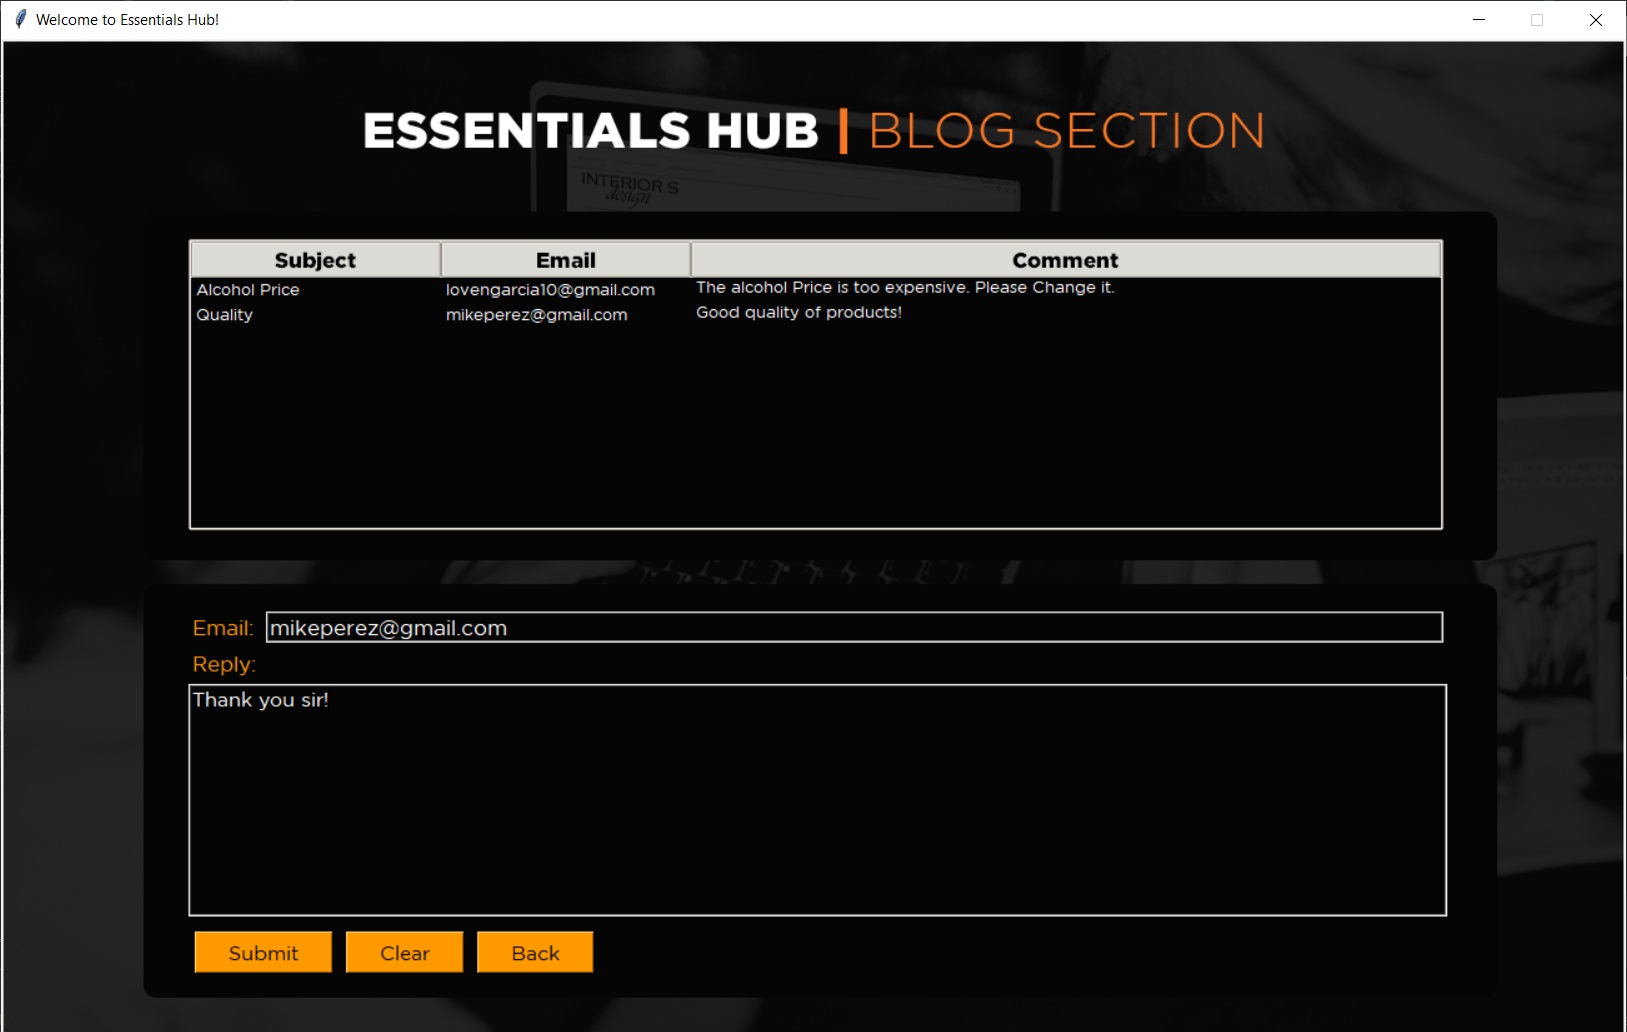 Welcome to Essentials Hub!
ESSENTIALS HUB | BLOG SECTION
INTERIORS
design
Subject Email Comment
Alcohol Price lovengarcia10@gmail.com The alcohol Price is too expensive. Please Change it.
Quality mikeperez@gmail.com Good quality of products!
Email: mikeperez@gmail.com
Reply:
Thank you sir!
Submit Clear Back